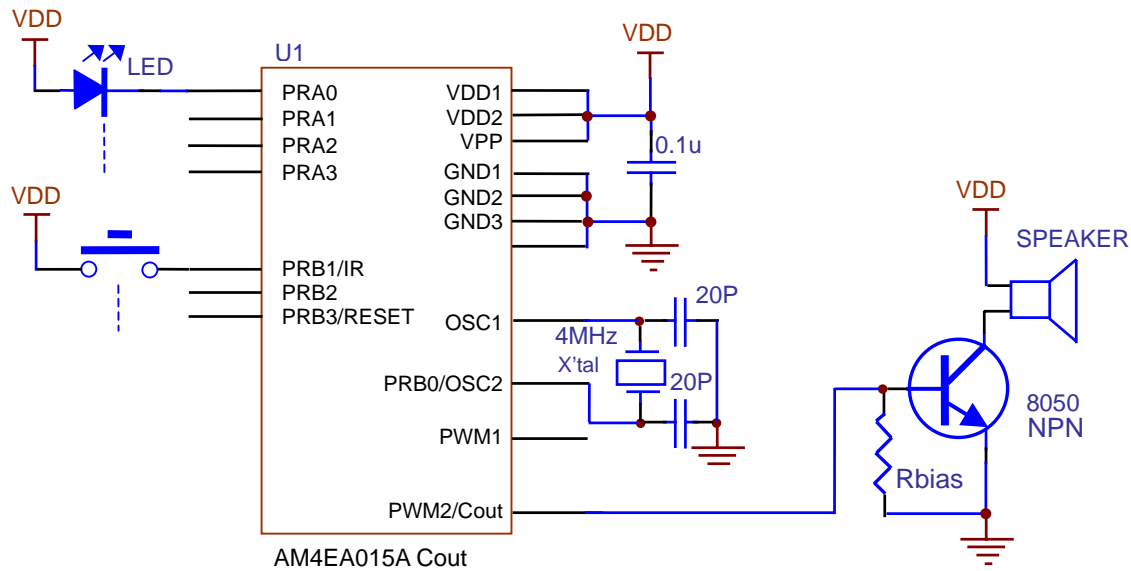 VDD
LED
U1
VDD
PRA0
PRA1
PRA2
PRA3
VDD1
VDD2
VPP
0.1u
GND1
GND2
GND3
VDD
PRB1/IR
PRB2
PRB3/RESET
OSC1
4MHz
X'tal
20P
20P
PRB0/OSC2
PWM1
PWM2/Cout
VDD
SPEAKER
8050
NPN
Rbias
AM4EA015A Cout